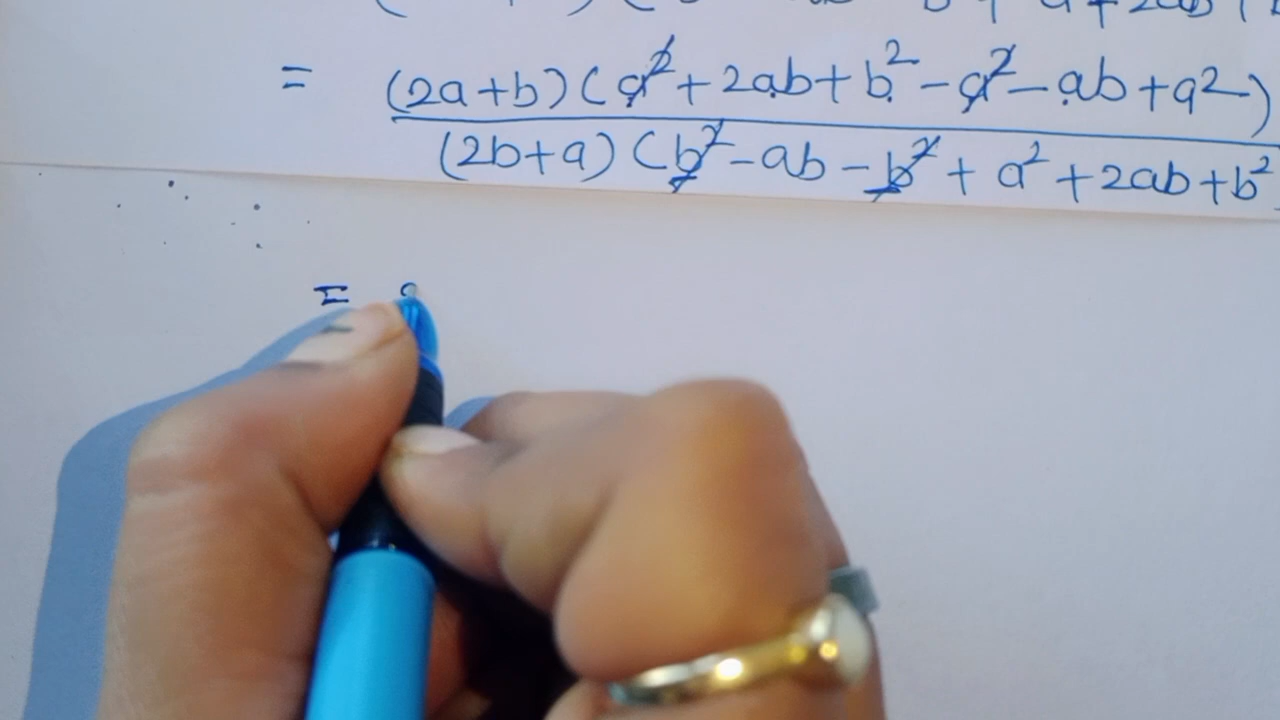 = (2a+b)(a²+2ab+b²-a²-ab+a²)
(2b+a)(b²-ab-b²+a²+2ab+b²
=